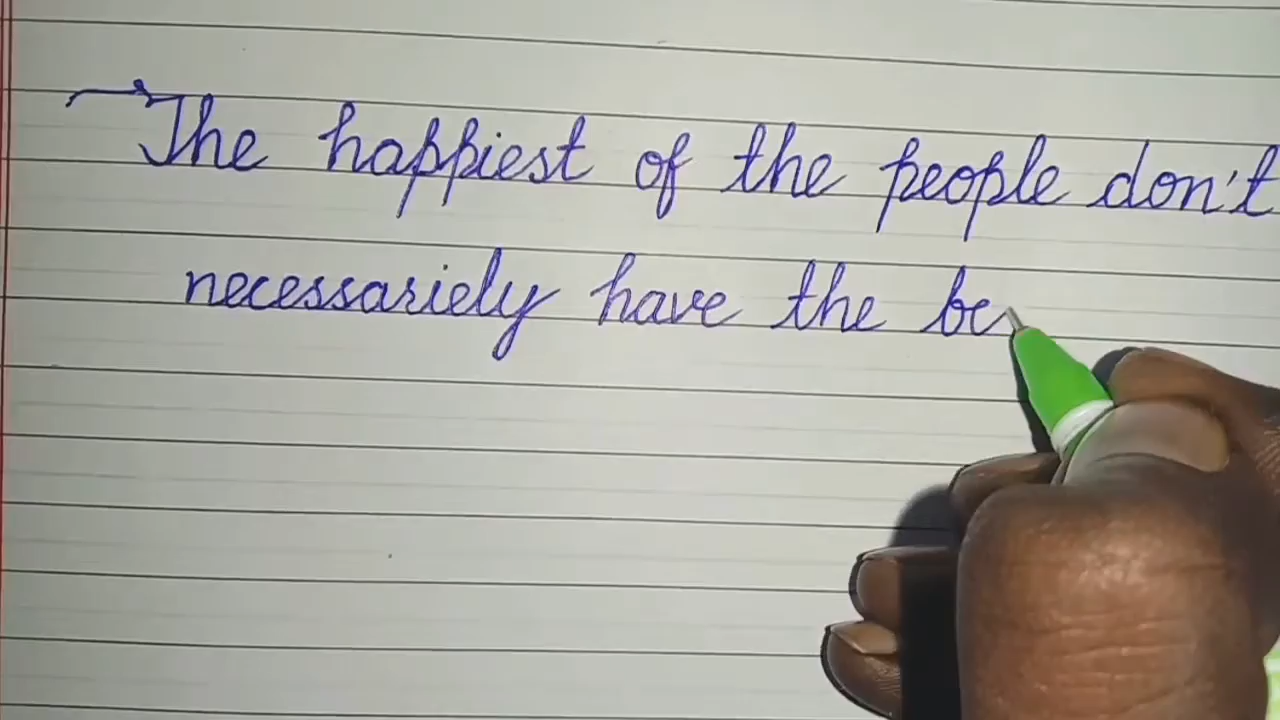 → The happiest of the people don't
necessariely have the be